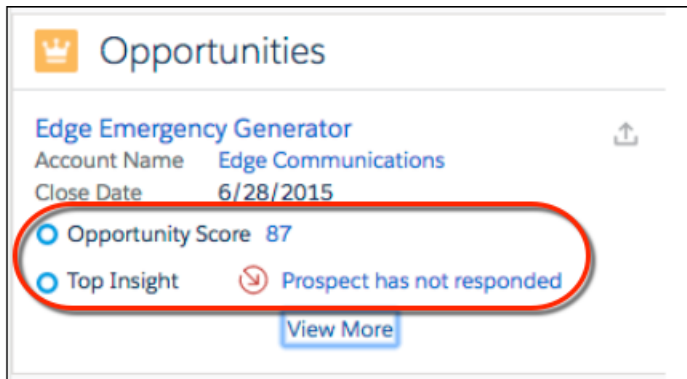 Opportunities
Edge Emergency Generator
Account Name Edge Communications
Close Date 6/28/2015
Opportunity Score 87
Top Insight Prospect has not responded
View More